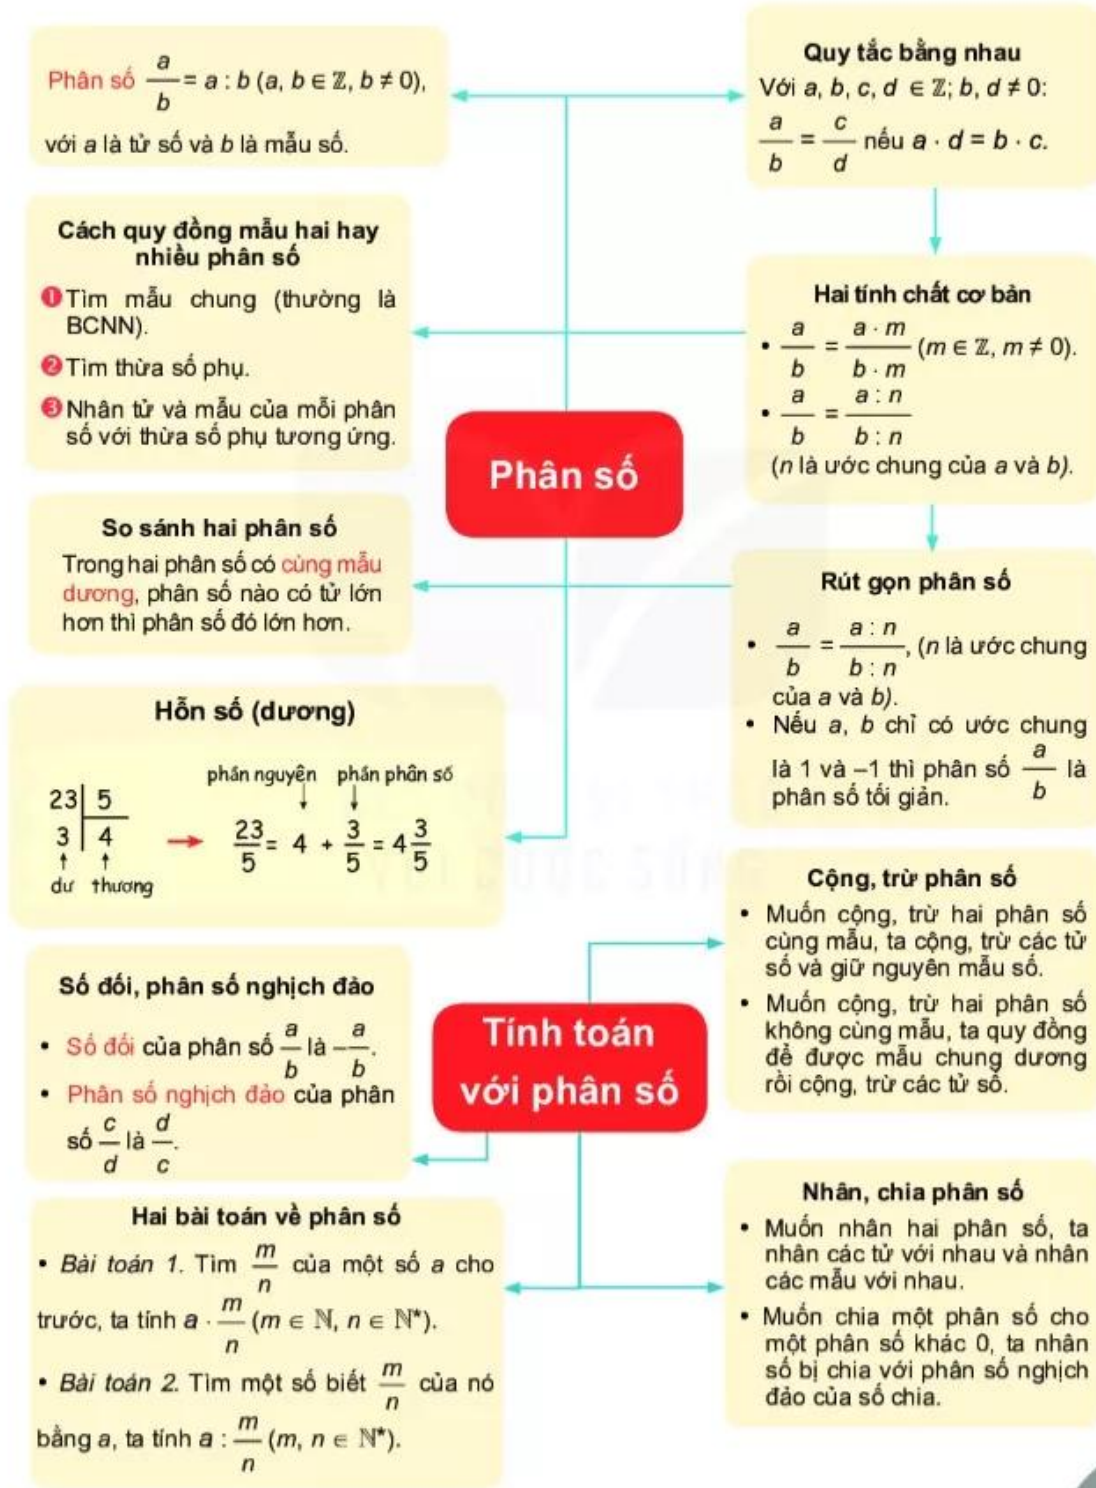 Phân số a/b = a : b (a, b ∈ ℤ, b ≠ 0),
với a là tử số và b là mẫu số.
Quy tắc bằng nhau
Với a, b, c, d ∈ ℤ; b, d ≠ 0:
a/b = c/d nếu a · d = b · c.
Cách quy đồng mẫu hai hay
nhiều phân số
❶ Tìm mẫu chung (thường là
BCNN).
❷ Tìm thừa số phụ.
❸ Nhân tử và mẫu của mỗi phân
số với thừa số phụ tương ứng.
Hai tính chất cơ bản
• a/b = (a · m)/(b · m) (m ∈ ℤ, m ≠ 0).
• a/b = (a : n)/(b : n)
(n là ước chung của a và b).
Phân số
So sánh hai phân số
Trong hai phân số có cùng mẫu
dương, phân số nào có tử lớn
hơn thì phân số đó lớn hơn.
Rút gọn phân số
• a/b = (a : n)/(b : n), (n là ước chung
của a và b).
• Nếu a, b chỉ có ước chung
là 1 và –1 thì phân số a/b là
phân số tối giản.
Hỗn số (dương)
phần nguyên phần phân số
23 5
3 4
dư thương
23/5 = 4 + 3/5 = 4 3/5
Cộng, trừ phân số
• Muốn cộng, trừ hai phân số
cùng mẫu, ta cộng, trừ các tử
số và giữ nguyên mẫu số.
• Muốn cộng, trừ hai phân số
không cùng mẫu, ta quy đồng
để được mẫu chung dương
rồi cộng, trừ các tử số.
Số đối, phân số nghịch đảo
• Số đối của phân số a/b là –a/b.
• Phân số nghịch đảo của phân
số c/d là d/c.
Tính toán
với phân số
Hai bài toán về phân số
• Bài toán 1. Tìm m/n của một số a cho
trước, ta tính a · m/n (m ∈ ℕ, n ∈ ℕ*).
• Bài toán 2. Tìm một số biết m/n của nó
bằng a, ta tính a : m/n (m, n ∈ ℕ*).
Nhân, chia phân số
• Muốn nhân hai phân số, ta
nhân các tử với nhau và nhân
các mẫu với nhau.
• Muốn chia một phân số cho
một phân số khác 0, ta nhân
số bị chia với phân số nghịch
đảo của số chia.